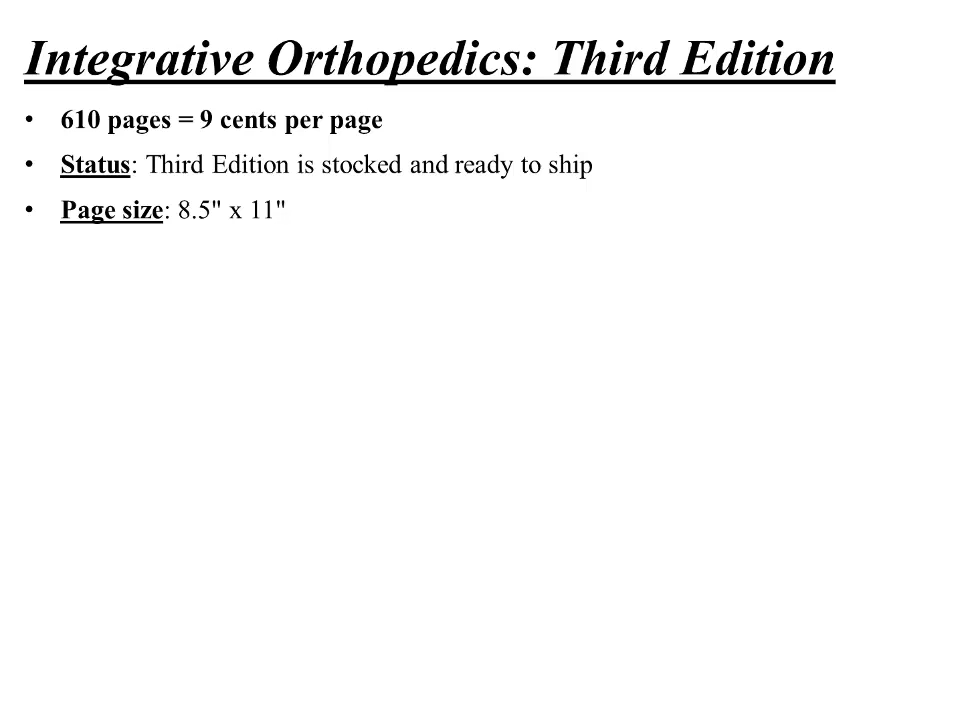 Integrative Orthopedics: Third Edition
• 610 pages = 9 cents per page
• Status: Third Edition is stocked and ready to ship
• Page size: 8.5" x 11"